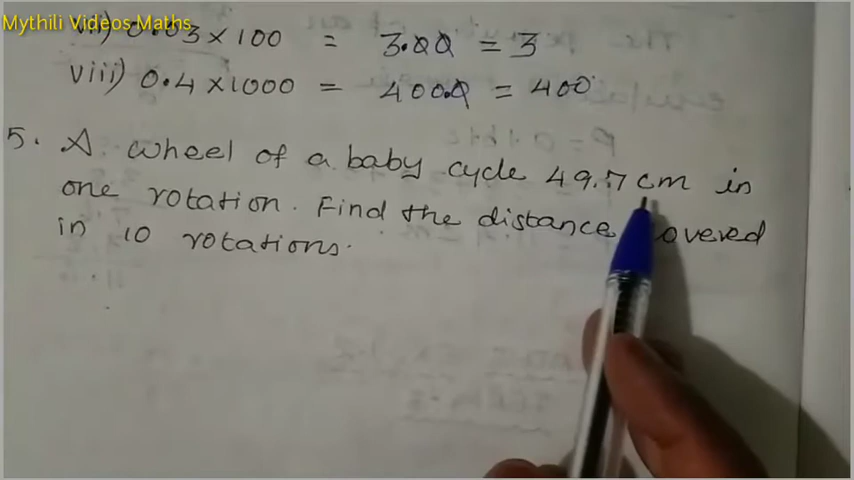 Mythili Videos Maths
vii) 0.03 × 100 = 3.00 = 3
viii) 0.4 × 1000 = 400.0 = 400
5. A wheel of a baby cycle 49.7 cm in
one rotation. Find the distance covered
in 10 rotations.